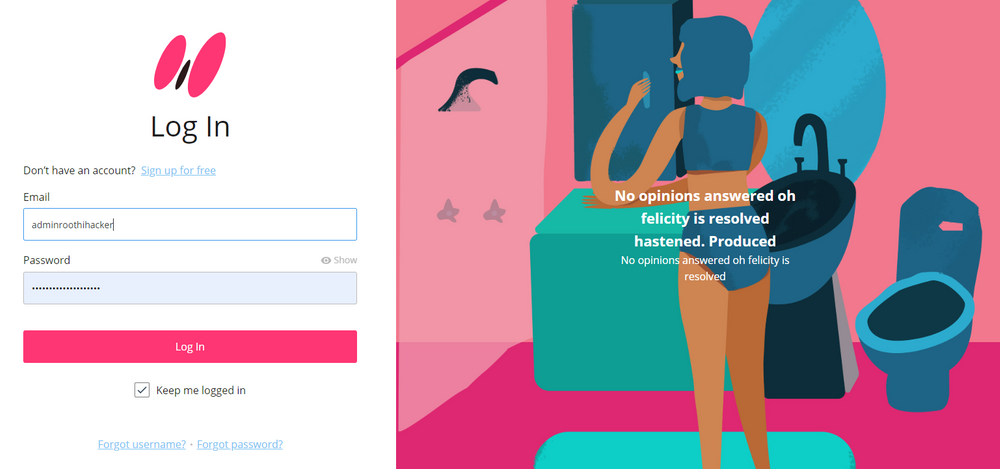 Log In
Don't have an account? Sign up for free
Email
adminroothihacker
Password
Show
••••••••••••••••••••
Log In
Keep me logged in
Forgot username? · Forgot password?
No opinions answered oh
felicity is resolved
hastened. Produced
No opinions answered oh felicity is
resolved